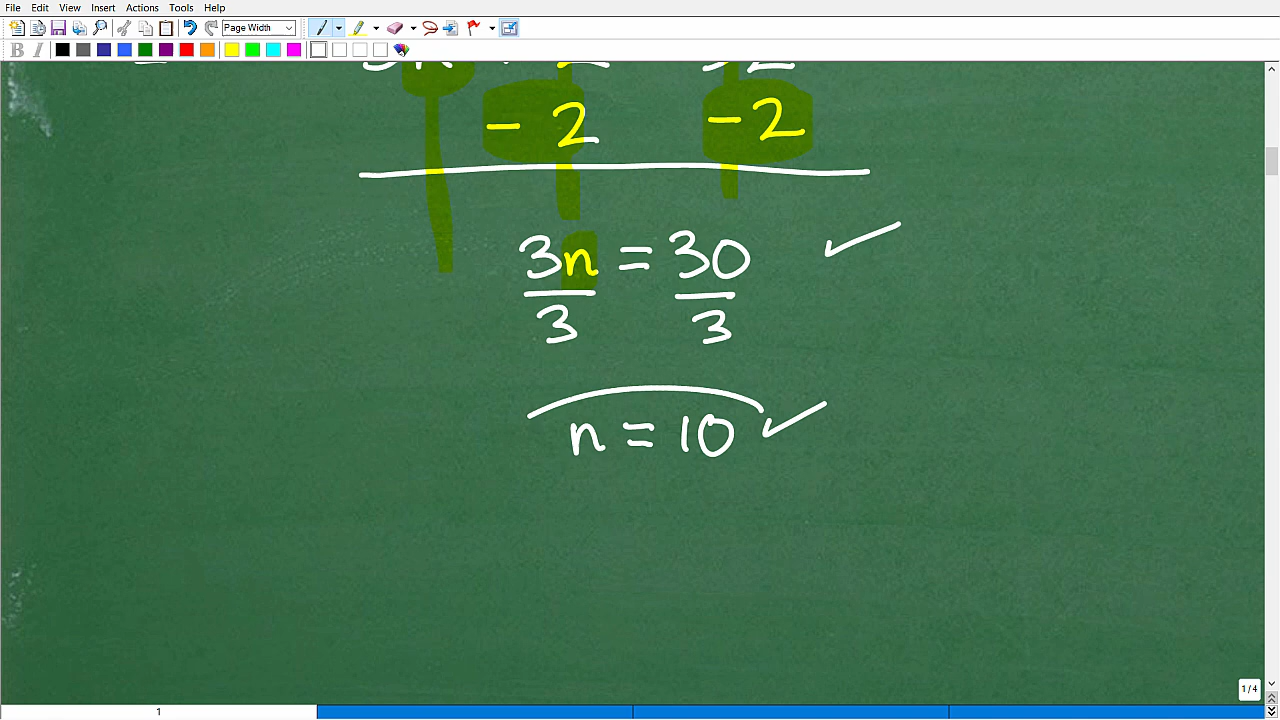 File Edit View Insert Actions Tools Help
Page Width
B I
- 2 - 2
3n = 30
3 3
n = 10
1/4
1